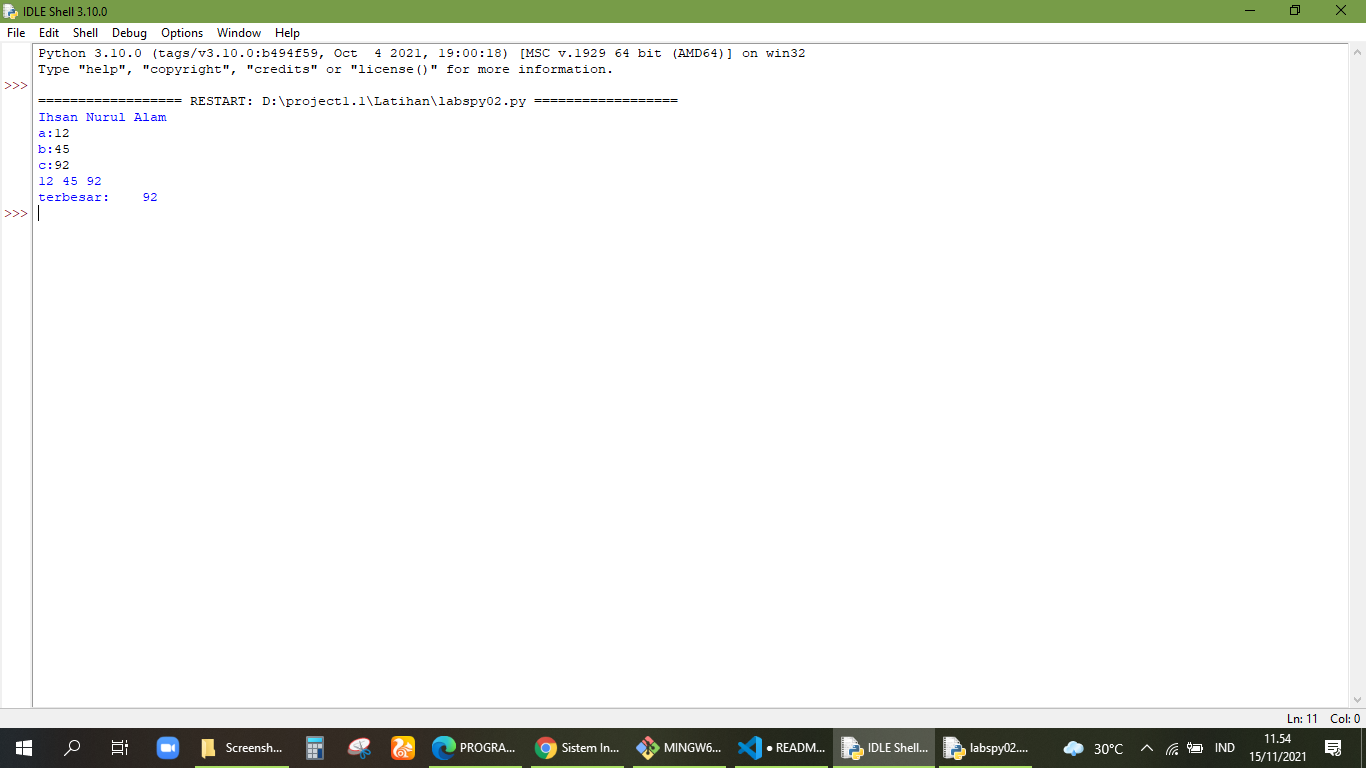 IDLE Shell 3.10.0
File Edit Shell Debug Options Window Help
Python 3.10.0 (tags/v3.10.0:b494f59, Oct  4 2021, 19:00:18) [MSC v.1929 64 bit (AMD64)] on win32
Type "help", "copyright", "credits" or "license()" for more information.
>>>
================== RESTART: D:\project1.1\Latihan\labspy02.py ==================
Ihsan Nurul Alam
a:12
b:45
c:92
12 45 92
terbesar:    92
>>>
Ln: 11 Col: 0
Screensh... PROGRA... Sistem In... MINGW6... ● READM... IDLE Shell... labspy02.... 30°C IND 11.54
15/11/2021